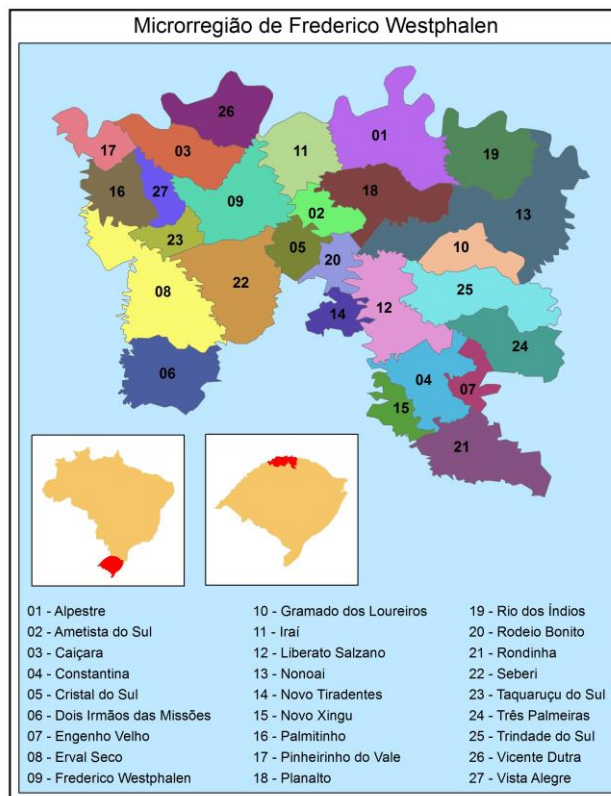 Microrregião de Frederico Westphalen
26
17
03
11
01
19
16
27
09
18
13
02
23
05
10
20
08
22
25
14
12
24
06
04
07
15
21
01 - Alpestre
02 - Ametista do Sul
03 - Caiçara
04 - Constantina
05 - Cristal do Sul
06 - Dois Irmãos das Missões
07 - Engenho Velho
08 - Erval Seco
09 - Frederico Westphalen
10 - Gramado dos Loureiros
11 - Iraí
12 - Liberato Salzano
13 - Nonoai
14 - Novo Tiradentes
15 - Novo Xingu
16 - Palmitinho
17 - Pinheirinho do Vale
18 - Planalto
19 - Rio dos Índios
20 - Rodeio Bonito
21 - Rondinha
22 - Seberi
23 - Taquaruçu do Sul
24 - Três Palmeiras
25 - Trindade do Sul
26 - Vicente Dutra
27 - Vista Alegre